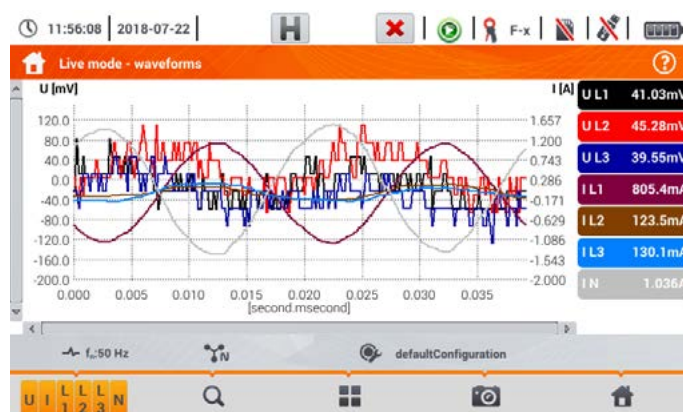 11:56:08 2018-07-22 H F-x
Live mode - waveforms ?
U [mV] I [A]
120.0 1.657
80.0 1.200
40.0 0.743
0.0 0.286
-40.0 -0.171
-80.0 -0.629
-120.0 -1.086
-160.0 -1.543
-200.0 -2.000
0.000 0.005 0.010 0.015 0.020 0.025 0.030 0.035
[second.msecond]
U L1 41.03mV
U L2 45.28mV
U L3 39.55mV
I L1 805.4mA
I L2 123.5mA
I L3 130.1mA
I N 1.036A
fn:50 Hz N defaultConfiguration
U I L1 L2 L3 N